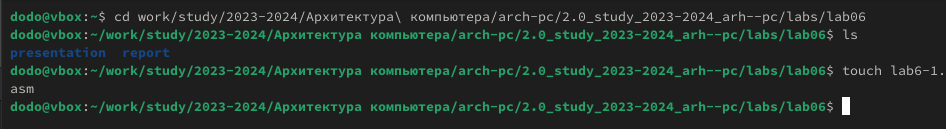 dodo@vbox:~$ cd work/study/2023-2024/Архитектура\ компьютера/arch-pc/2.0_study_2023-2024_arh--pc/labs/lab06
dodo@vbox:~/work/study/2023-2024/Архитектура компьютера/arch-pc/2.0_study_2023-2024_arh--pc/labs/lab06$ ls
presentation  report
dodo@vbox:~/work/study/2023-2024/Архитектура компьютера/arch-pc/2.0_study_2023-2024_arh--pc/labs/lab06$ touch lab6-1.
asm
dodo@vbox:~/work/study/2023-2024/Архитектура компьютера/arch-pc/2.0_study_2023-2024_arh--pc/labs/lab06$